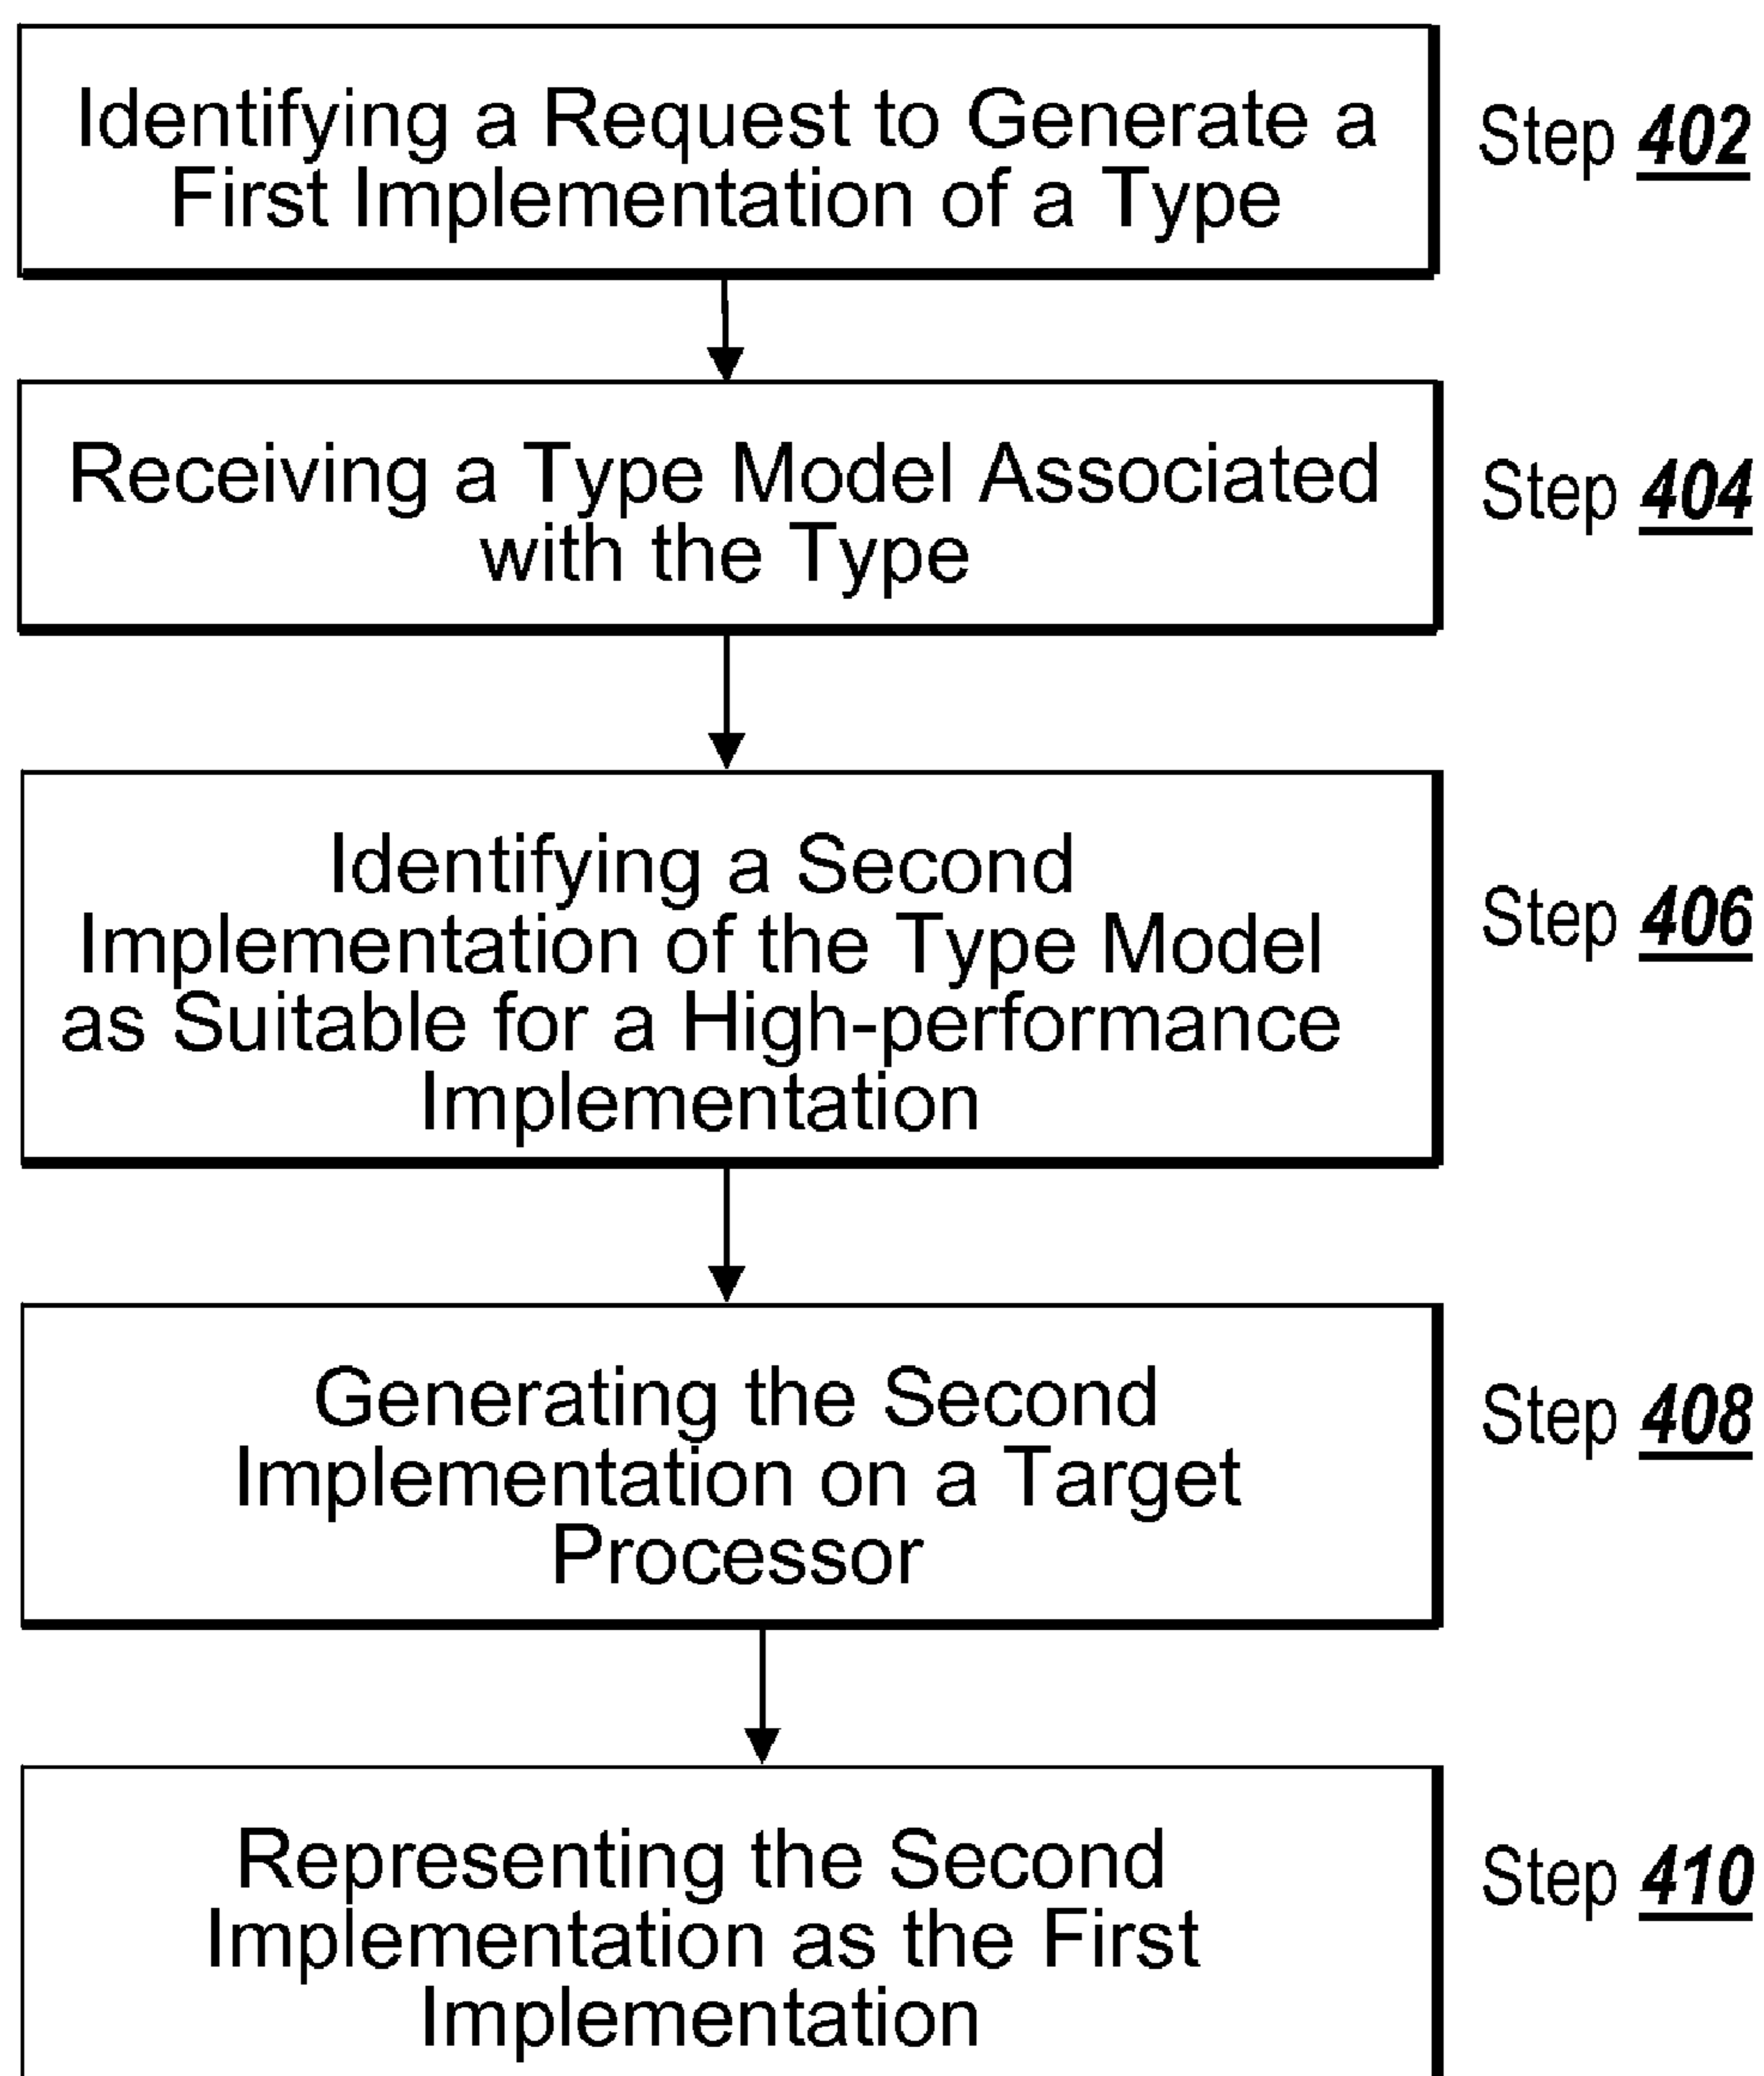 Identifying a Request to Generate a
First Implementation of a Type
Step 402
Receiving a Type Model Associated
with the Type
Step 404
Identifying a Second
Implementation of the Type Model
as Suitable for a High-performance
Implementation
Step 406
Generating the Second
Implementation on a Target
Processor
Step 408
Representing the Second
Implementation as the First
Implementation
Step 410